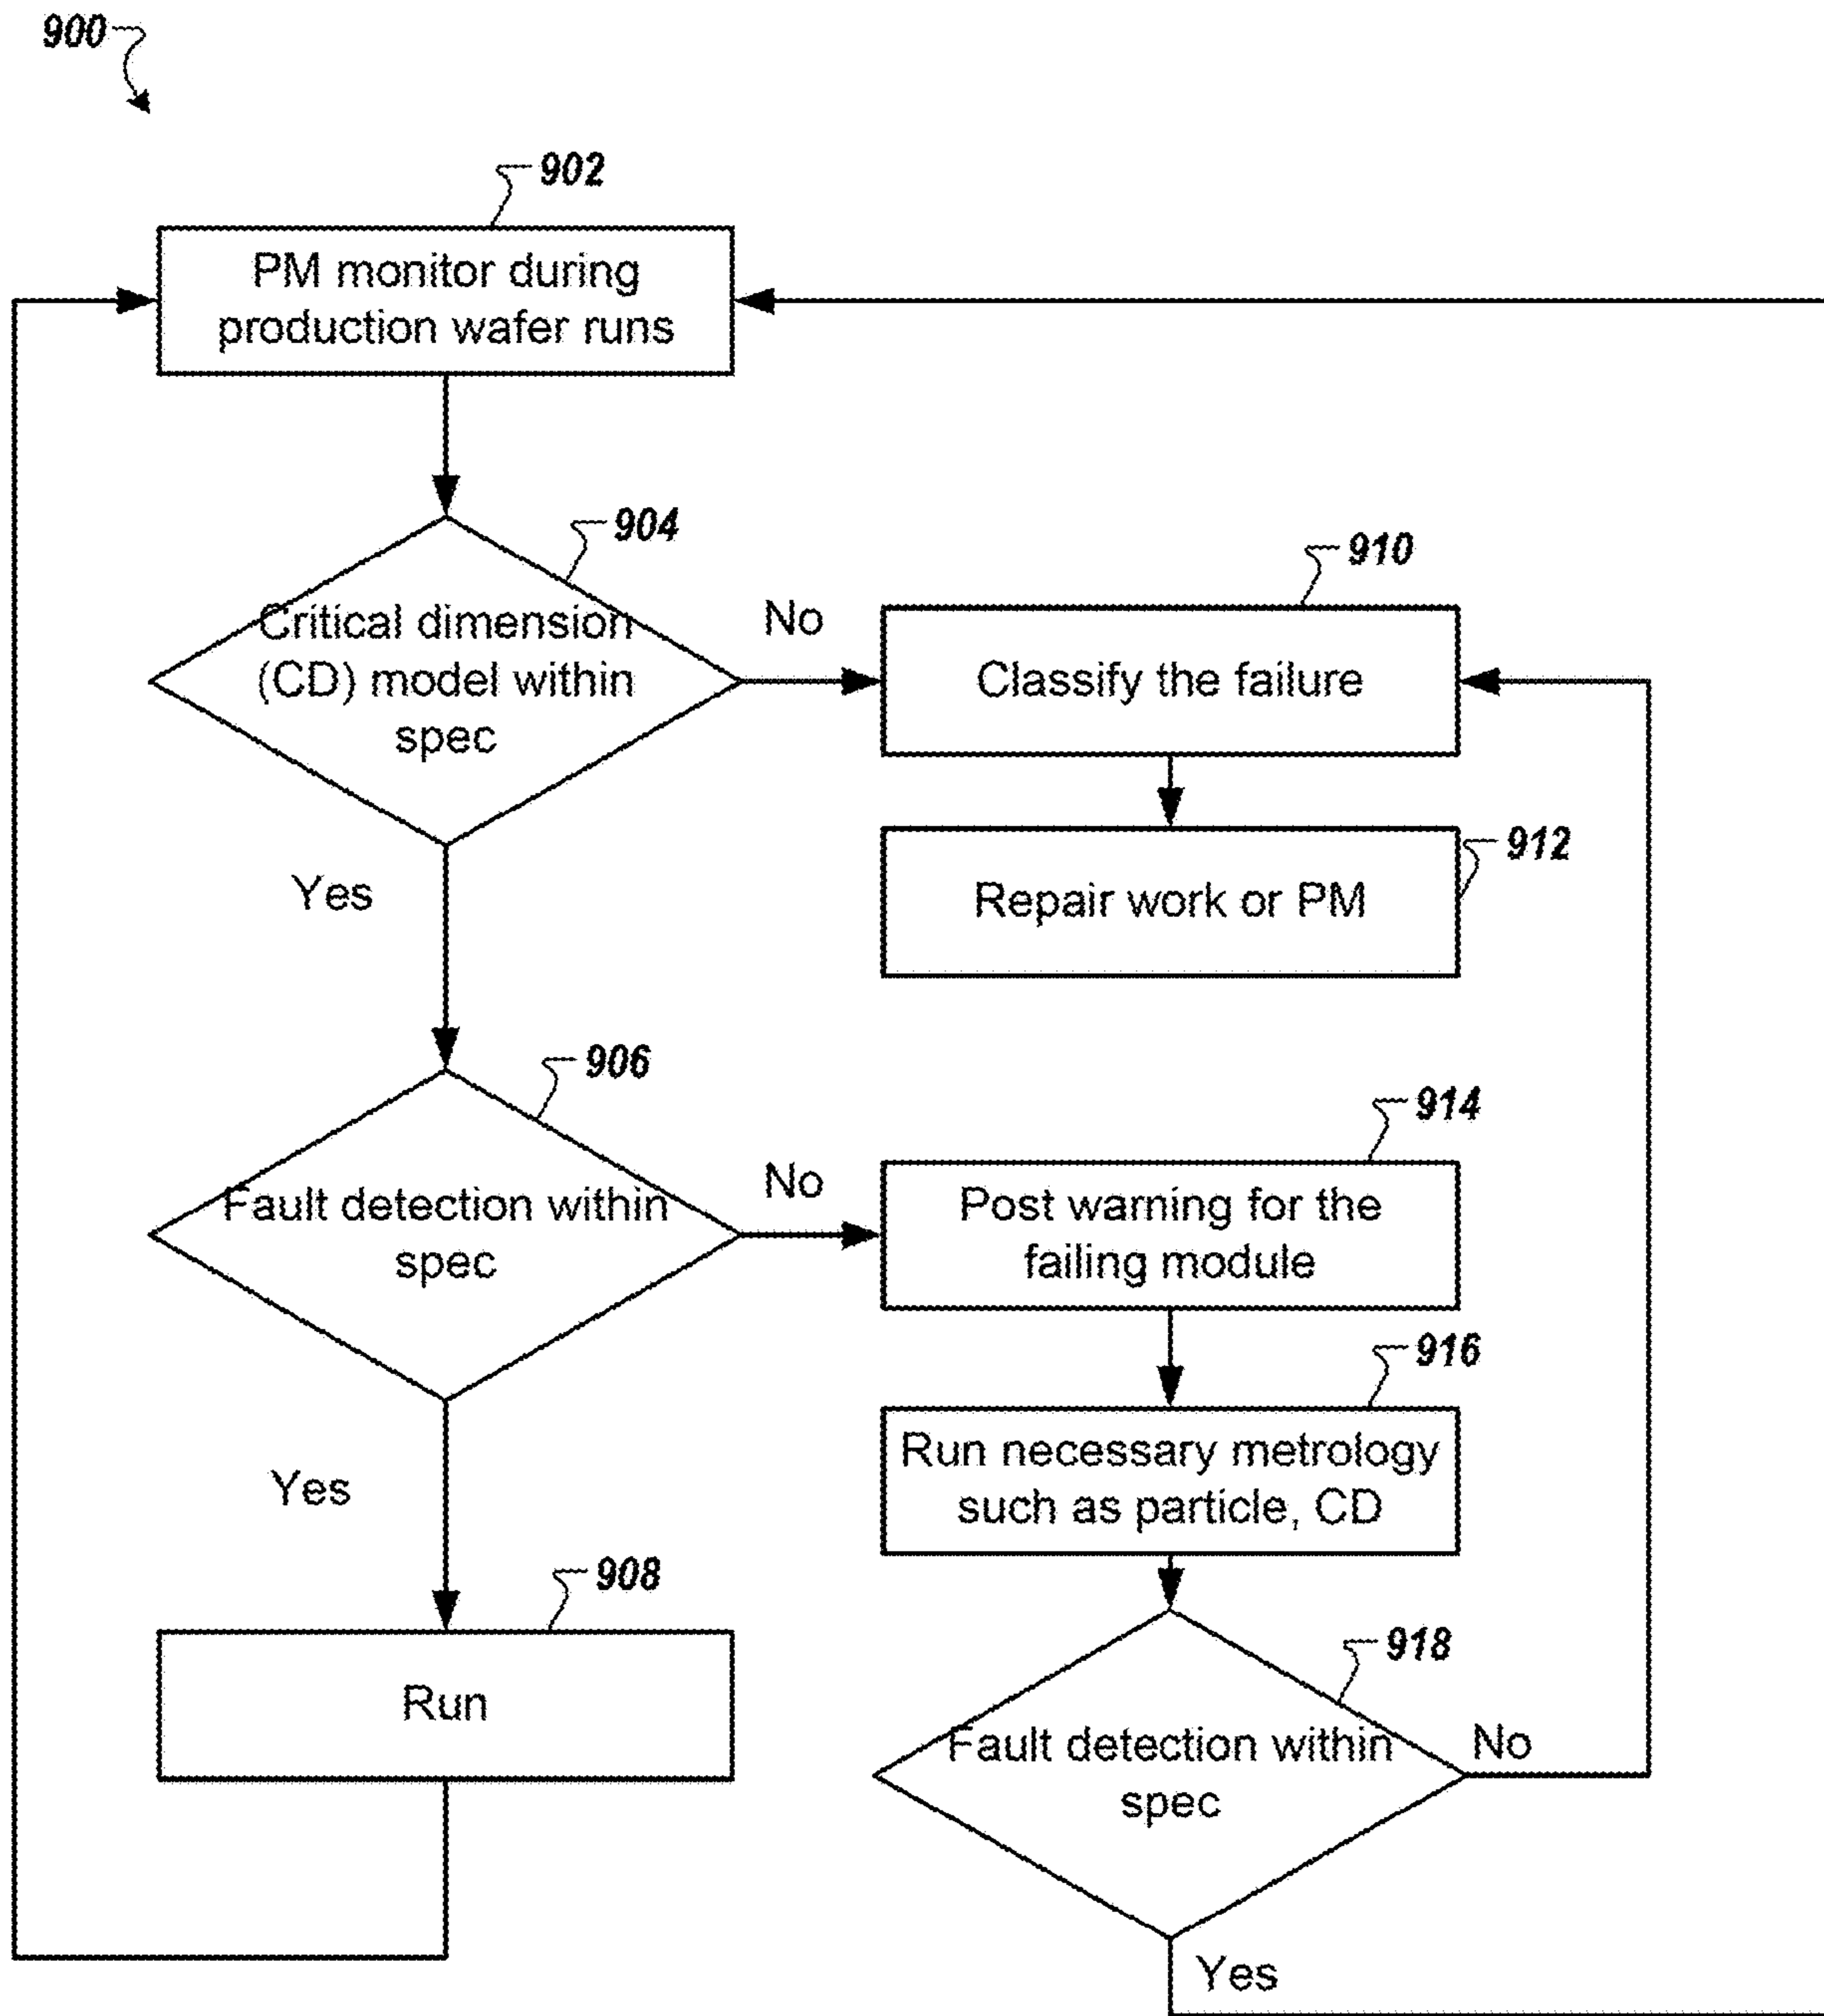 900
902
PM monitor during
production wafer runs
904
Critical dimension
(CD) model within
spec
No
910
Classify the failure
912
Repair work or PM
Yes
906
Fault detection within
spec
No
914
Post warning for the
failing module
916
Run necessary metrology
such as particle, CD
Yes
908
Run
918
Fault detection within
spec
No
Yes